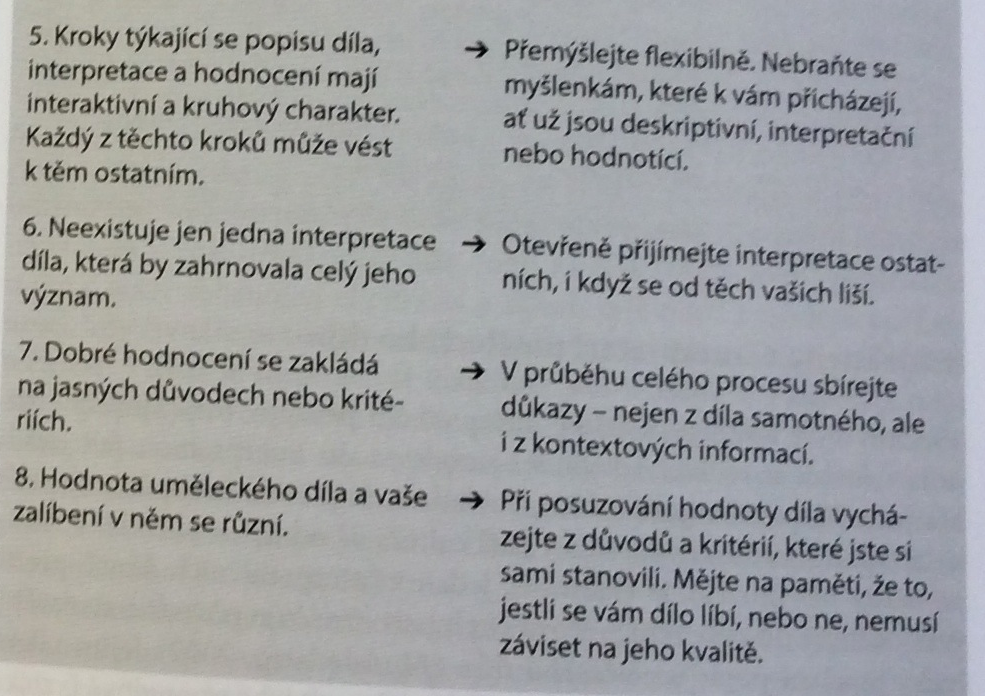 5. Kroky týkající se popisu díla,
interpretace a hodnocení mají
interaktivní a kruhový charakter.
Každý z těchto kroků může vést
k těm ostatním.
→ Přemýšlejte flexibilně. Nebraňte se
myšlenkám, které k vám přicházejí,
ať už jsou deskriptivní, interpretační
nebo hodnotící.
6. Neexistuje jen jedna interpretace
díla, která by zahrnovala celý jeho
význam.
→ Otevřeně přijímejte interpretace ostat-
ních, i když se od těch vašich liší.
7. Dobré hodnocení se zakládá
na jasných důvodech nebo krité-
riích.
→ V průběhu celého procesu sbírejte
důkazy – nejen z díla samotného, ale
i z kontextových informací.
8. Hodnota uměleckého díla a vaše
zalíbení v něm se různí.
→ Při posuzování hodnoty díla vychá-
zejte z důvodů a kritérií, které jste si
sami stanovili. Mějte na paměti, že to,
jestli se vám dílo líbí, nebo ne, nemusí
záviset na jeho kvalitě.